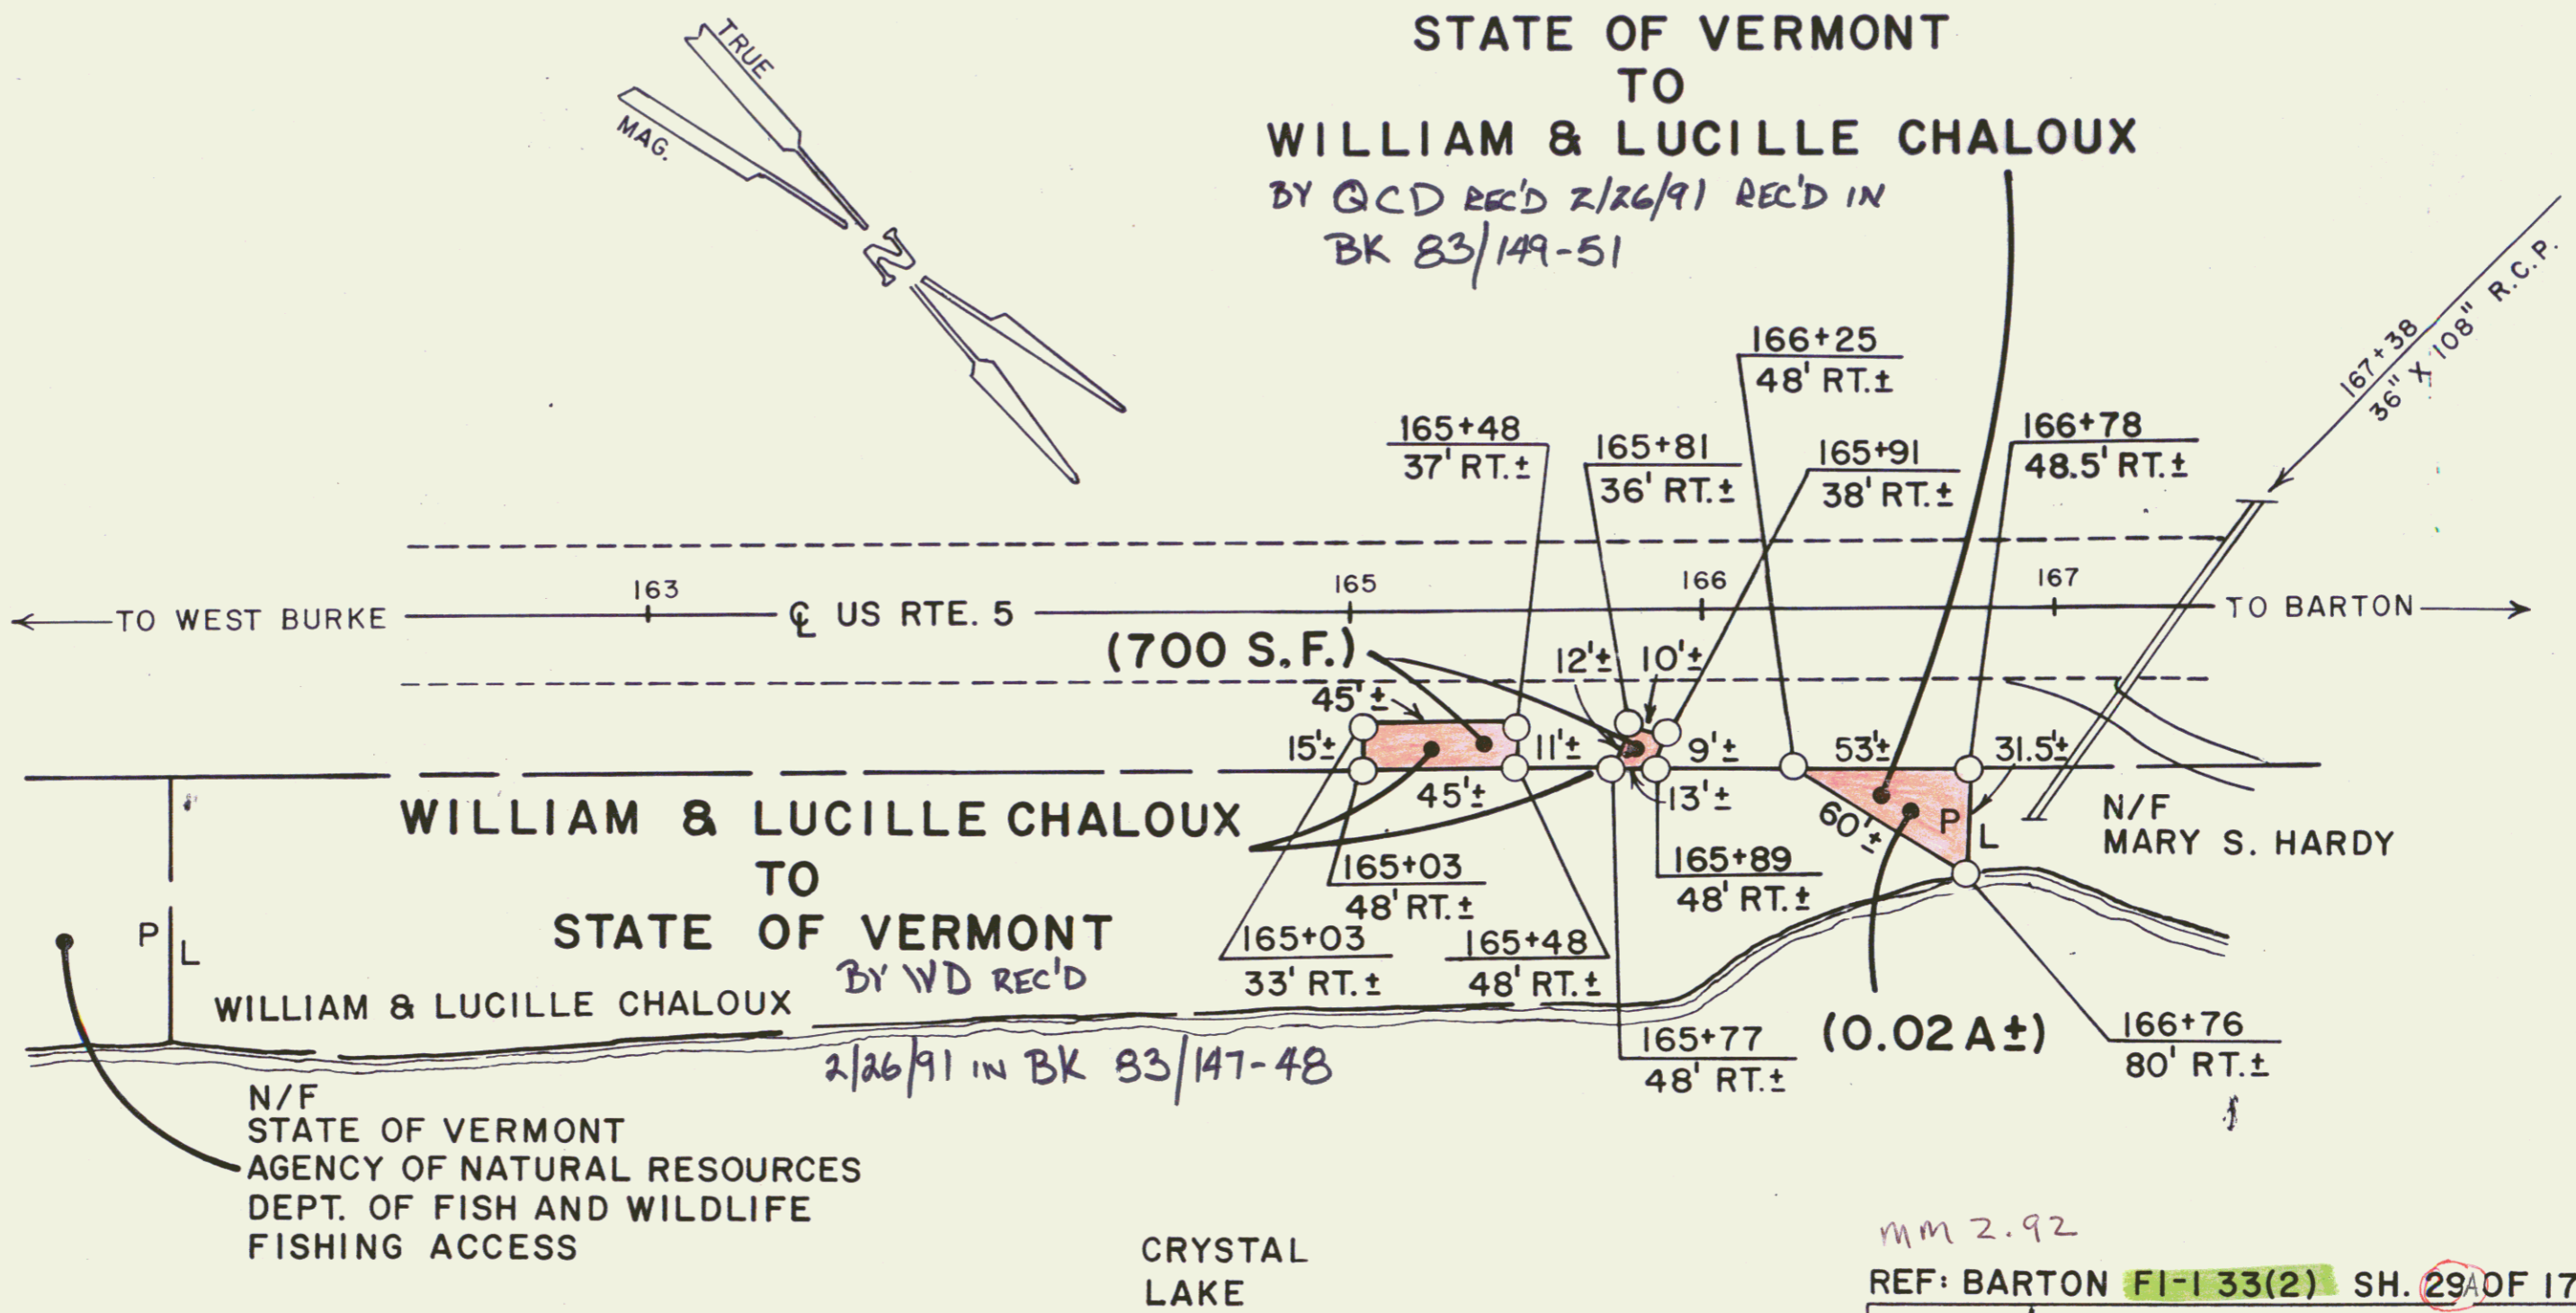 STATE OF VERMONT
TO
WILLIAM & LUCILLE CHALOUX
BY QCD REC'D 2/26/91 REC'D IN
BK 83/149-51
TRUE
MAG.
N
167+38
36" X 108" R.C.P.
166+25
48' RT.±
165+48
37' RT.±
165+81
36' RT.±
165+91
38' RT.±
166+78
48.5' RT.±
163
165
166
167
TO WEST BURKE
℄ US RTE. 5
TO BARTON
(700 S.F.)
12'±
10'±
45'±
15'±
11'±
9'±
53'±
31.5'±
45'±
13'±
60'±
P L
N/F
MARY S. HARDY
WILLIAM & LUCILLE CHALOUX
TO
STATE OF VERMONT
BY WD REC'D
2/26/91 IN BK 83/147-48
165+03
48' RT.±
165+89
48' RT.±
165+03
33' RT.±
165+48
48' RT.±
165+77
48' RT.±
(0.02 A±)
166+76
80' RT.±
P L
WILLIAM & LUCILLE CHALOUX
N/F
STATE OF VERMONT
AGENCY OF NATURAL RESOURCES
DEPT. OF FISH AND WILDLIFE
FISHING ACCESS
CRYSTAL
LAKE
MM 2.92
REF: BARTON FI-I 33(2) SH. 29A OF 17